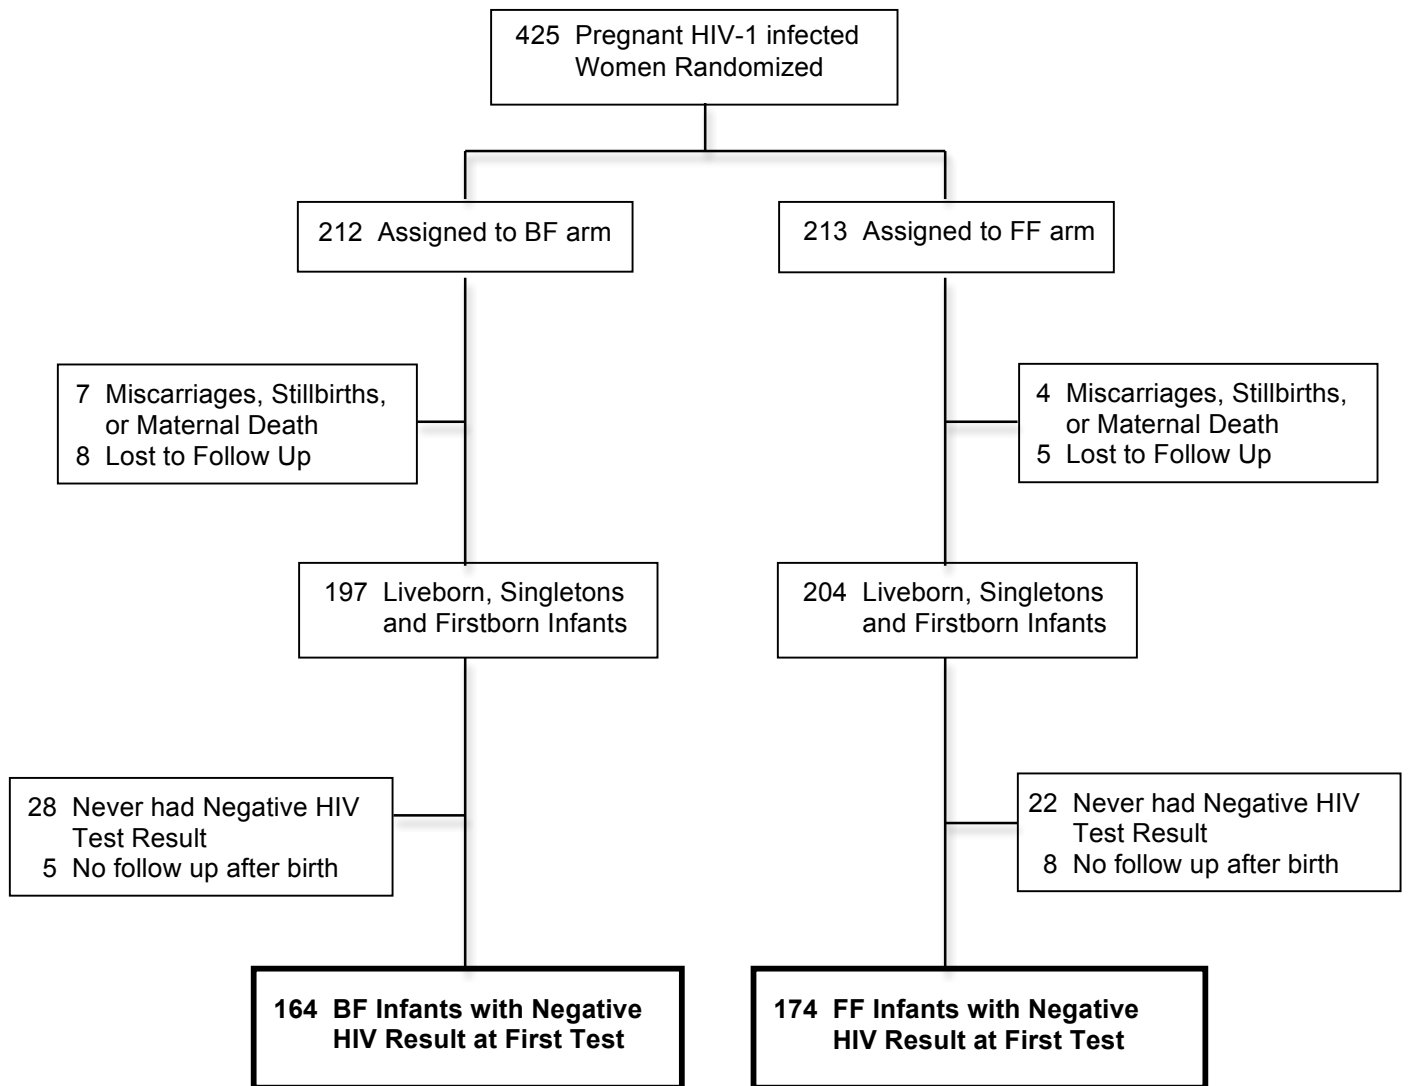 425 Pregnant HIV-1 infected
Women Randomized
212 Assigned to BF arm
213 Assigned to FF arm
7 Miscarriages, Stillbirths,
or Maternal Death
8 Lost to Follow Up
4 Miscarriages, Stillbirths,
or Maternal Death
5 Lost to Follow Up
197 Liveborn, Singletons
and Firstborn Infants
204 Liveborn, Singletons
and Firstborn Infants
28 Never had Negative HIV
Test Result
5 No follow up after birth
22 Never had Negative HIV
Test Result
8 No follow up after birth
164 BF Infants with Negative
HIV Result at First Test
174 FF Infants with Negative
HIV Result at First Test